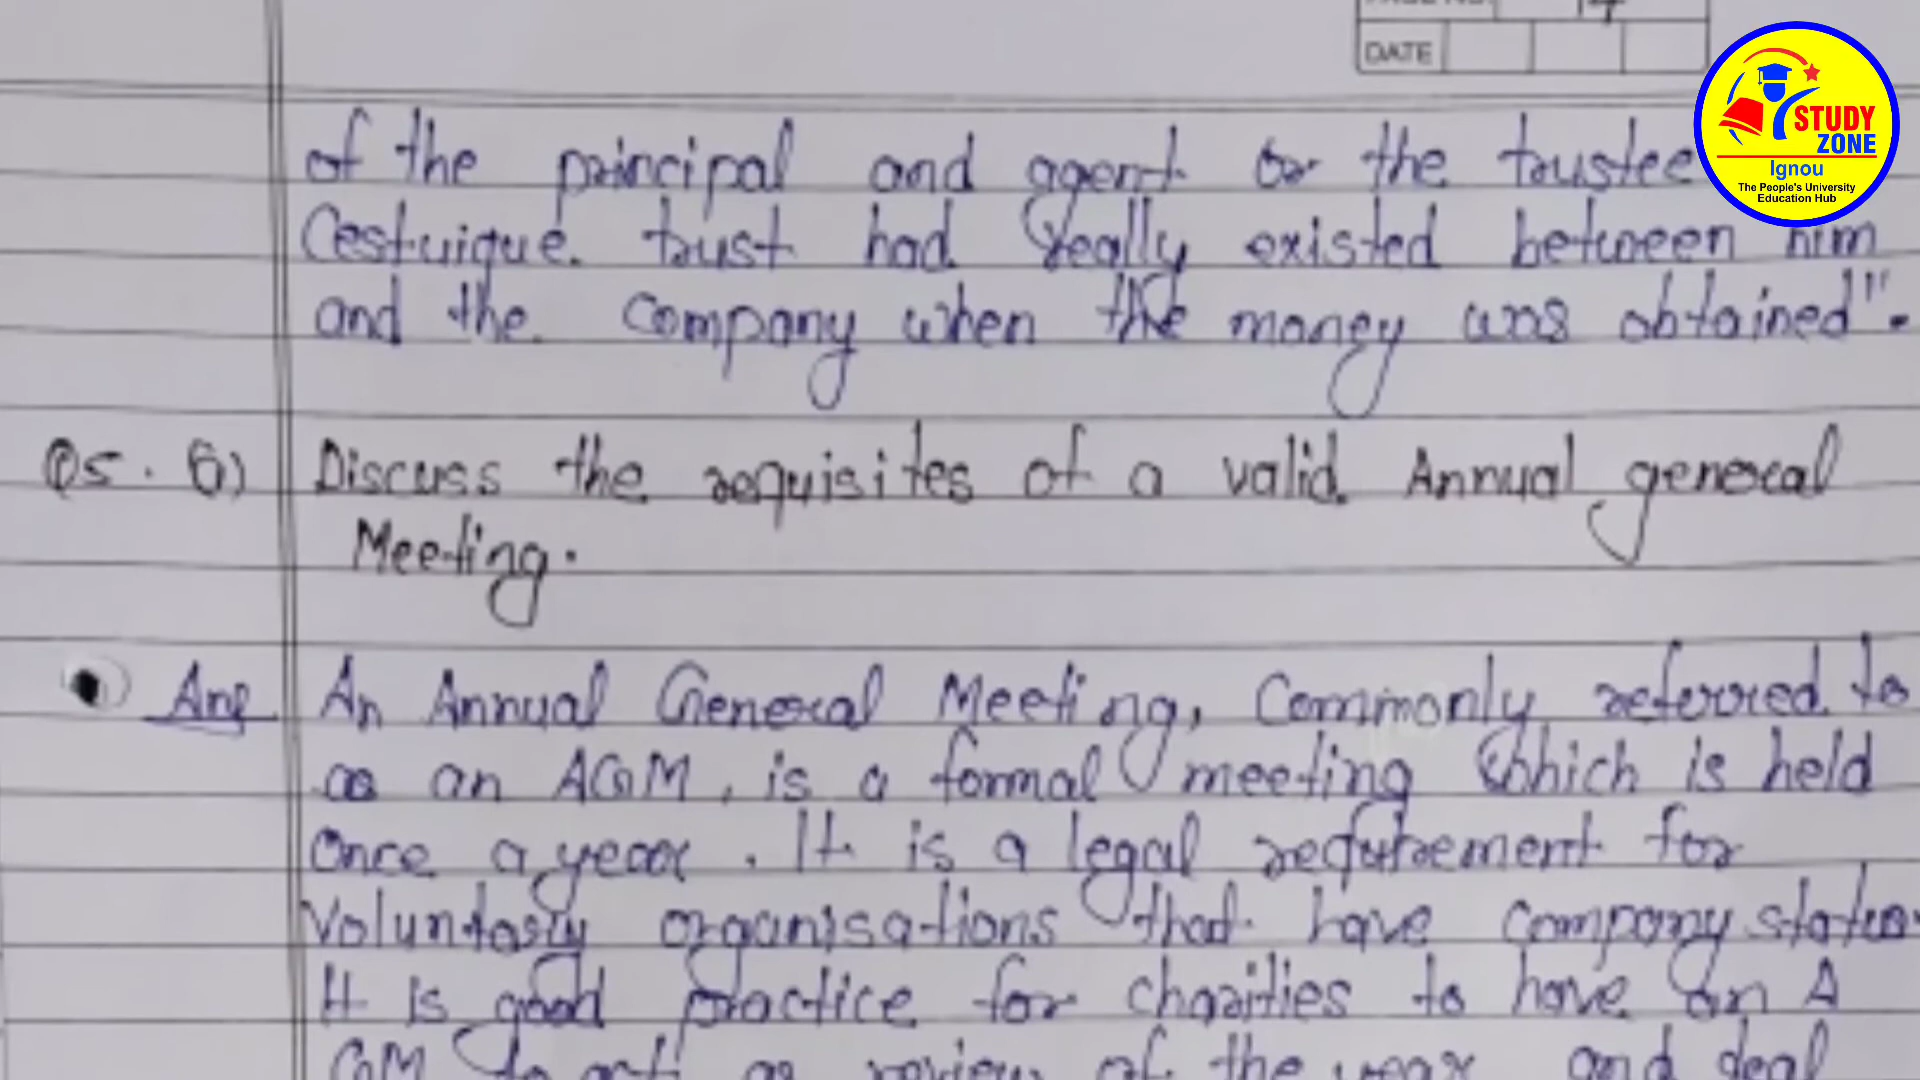 PAGE NO.
DATE
STUDY
ZONE
Ignou
The People's University
Education Hub
of the principal and agent or the trustee
Cestuique trust had really existed between him
and the company when the money was obtained".
Q5. 6) Discuss the requisites of a valid Annual general
Meeting.
Ans An Annual General Meeting, Commonly referred to
as an AGM, is a formal meeting which is held
once a year. It is a legal requirement for
Voluntary organisations that have company status
It is good practice for charities to have an A
GM to act as review of the year and deal